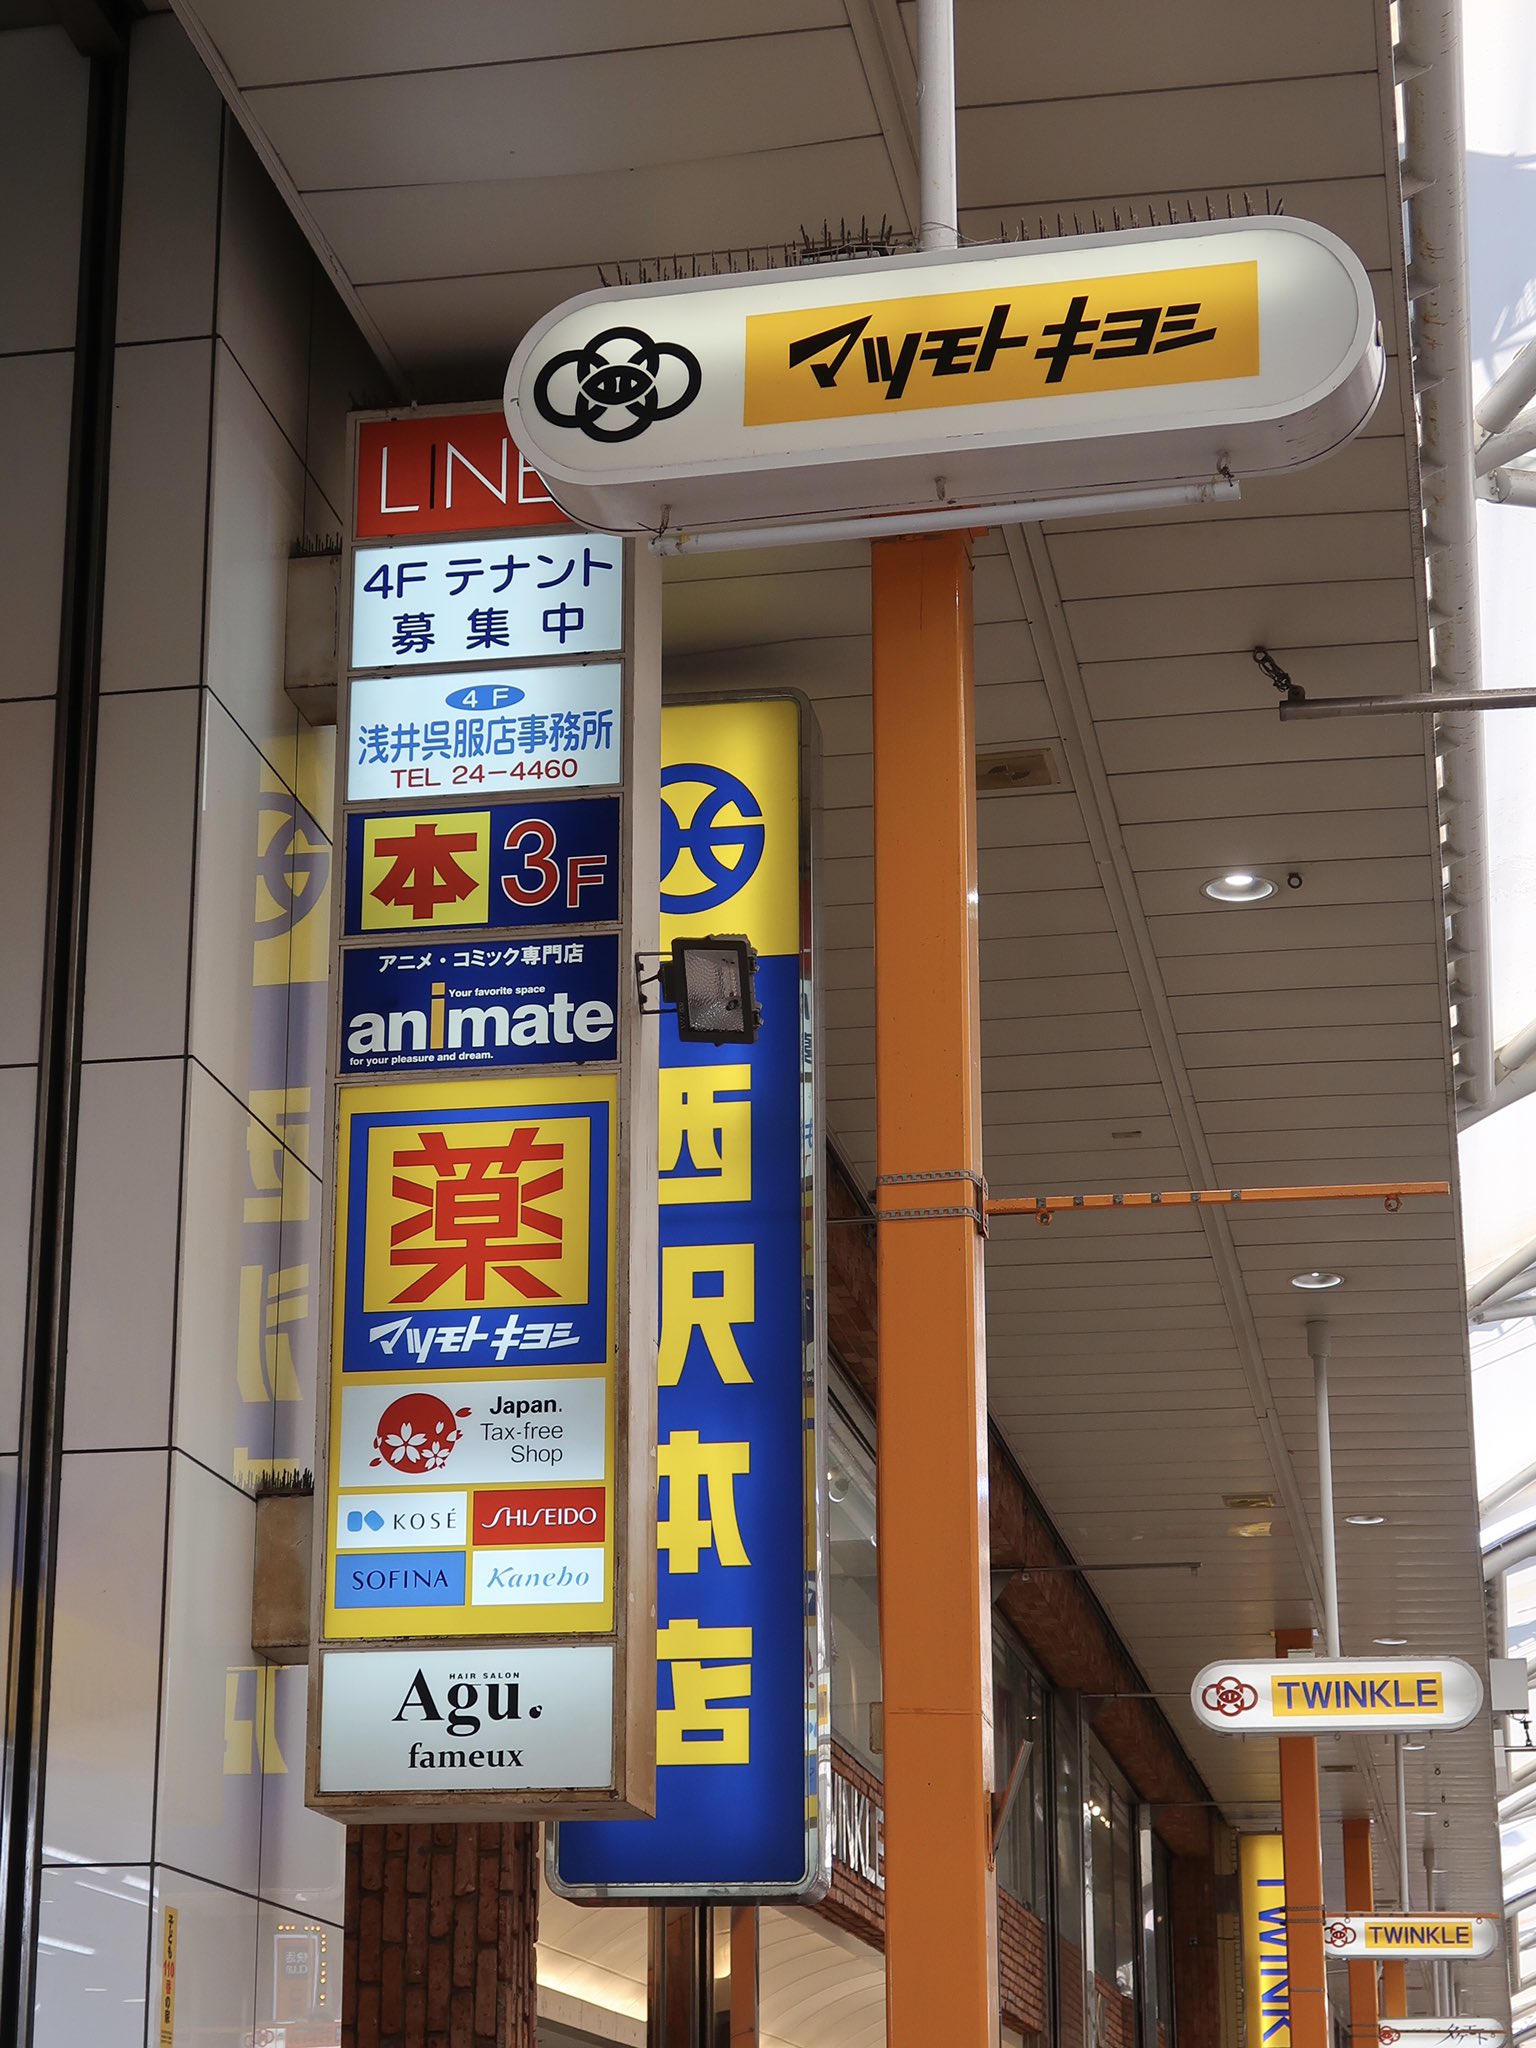 マツモトキヨシ
LINE
4F テナント
募集中
4F
浅井呉服店事務所
TEL 24-4460
本 3F
アニメ・コミック専門店
Your favorite space
animate
for your pleasure and dream.
薬
マツモトキヨシ
Japan.
Tax-free
Shop
KOSÉ
SHISEIDO
SOFINA
Kanebo
HAIR SALON
Agu.
fameux
西沢本店
TWINKLE
TWINKLE
TWINK